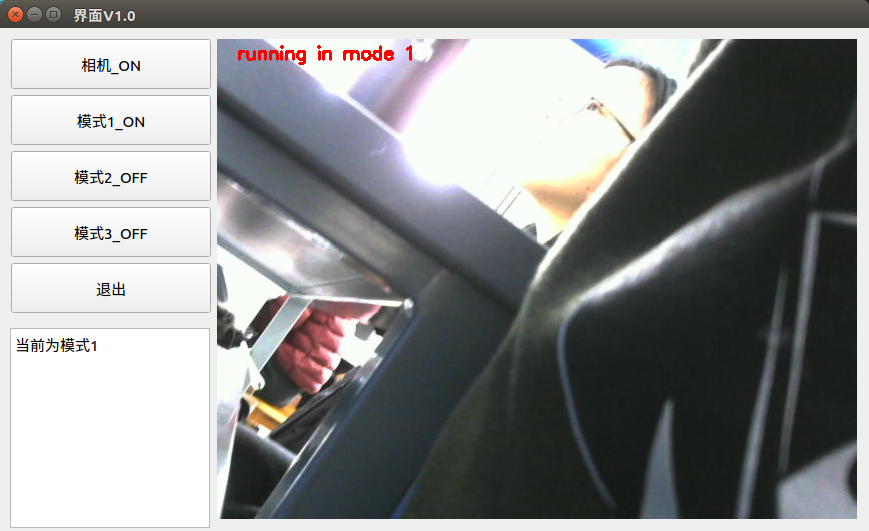 界面V1.0
相机_ON
模式1_ON
模式2_OFF
模式3_OFF
退出
当前为模式1
running in mode 1